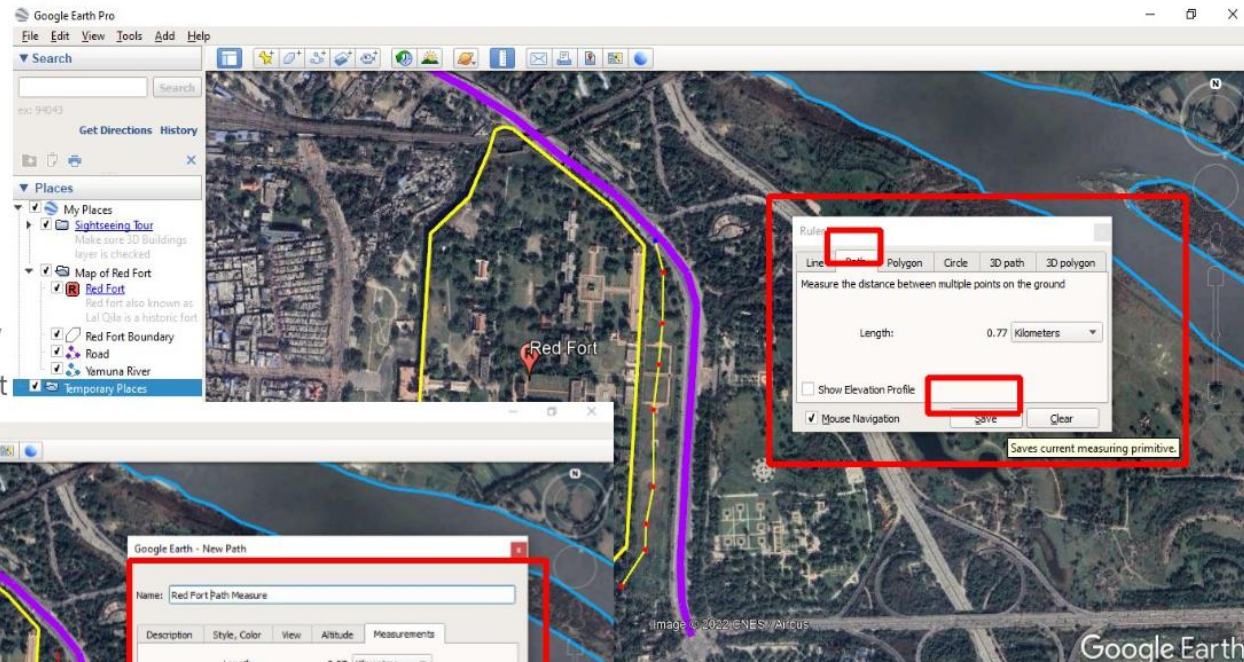 Google Earth Pro
File Edit View Tools Add Help
Search
Search
ex: 94043
Get Directions History
Places
My Places
Sightseeing Tour
Make sure 3D Buildings
layer is checked
Map of Red Fort
Red Fort
Red fort also known as
Lal Qila is a historic fort
Red Fort Boundary
Road
Yamuna River
Temporary Places
t
Red Fort
N
Ruler
Line Path Polygon Circle 3D path 3D polygon
Measure the distance between multiple points on the ground
Length: 0.77 Kilometers
Show Elevation Profile
Mouse Navigation Save Clear
Saves current measuring primitive.
N
Google Earth - New Path
Name: Red Fort Path Measure
Description Style, Color View Altitude Measurements
Image © 2022 CNES / Airbus
Google Earth